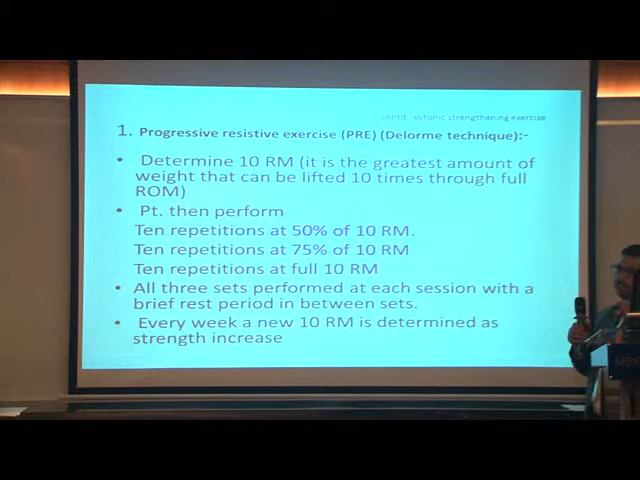 contd. isotonic strengthening exercise
1. Progressive resistive exercise (PRE) (Delorme technique):-
• Determine 10 RM (it is the greatest amount of
weight that can be lifted 10 times through full
ROM)
• Pt. then perform
Ten repetitions at 50% of 10 RM.
Ten repetitions at 75% of 10 RM
Ten repetitions at full 10 RM
• All three sets performed at each session with a
brief rest period in between sets.
• Every week a new 10 RM is determined as
strength increase